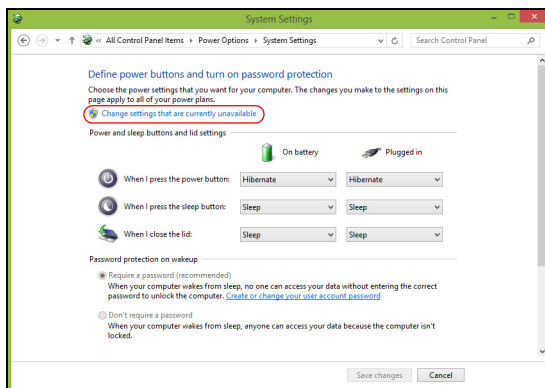 System Settings
« All Control Panel Items ▸ Power Options ▸ System Settings
Search Control Panel
Define power buttons and turn on password protection
Choose the power settings that you want for your computer. The changes you make to the settings on this
page apply to all of your power plans.
Change settings that are currently unavailable
Power and sleep buttons and lid settings
On battery Plugged in
When I press the power button: Hibernate Hibernate
When I press the sleep button: Sleep Sleep
When I close the lid: Sleep Sleep
Password protection on wakeup
Require a password (recommended)
When your computer wakes from sleep, no one can access your data without entering the correct
password to unlock the computer. Create or change your user account password
Don't require a password
When your computer wakes from sleep, anyone can access your data because the computer isn't
locked.
Save changes Cancel